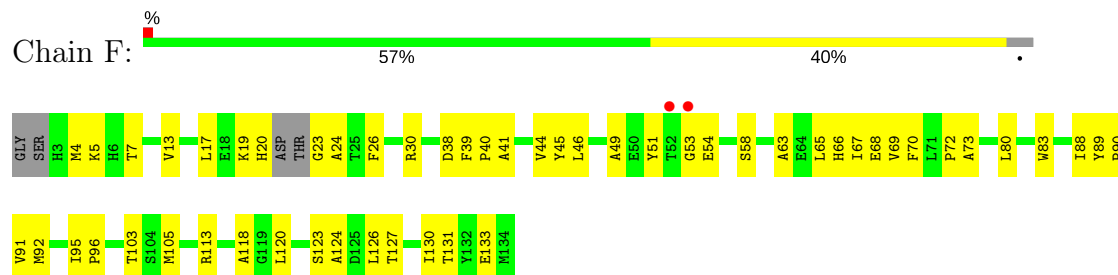 %
Chain F:
57% 40% •
GLY SER H3 M4 K5 H6 T7 V13 L17 E18 K19 H20 ASP THR G23 A24 T25 F26 R30 D38 F39 P40 A41 V44 Y45 L46 A49 E50 Y51 T52 G53 E54 S58 A63 E64 L65 H66 I67 E68 V69 F70 L71 P72 A73 L80 W83 I88 Y89 P90
V91 M92 I95 P96 T103 S104 M105 R113 A118 G119 L120 S123 A124 D125 L126 T127 I130 T131 Y132 E133 M134